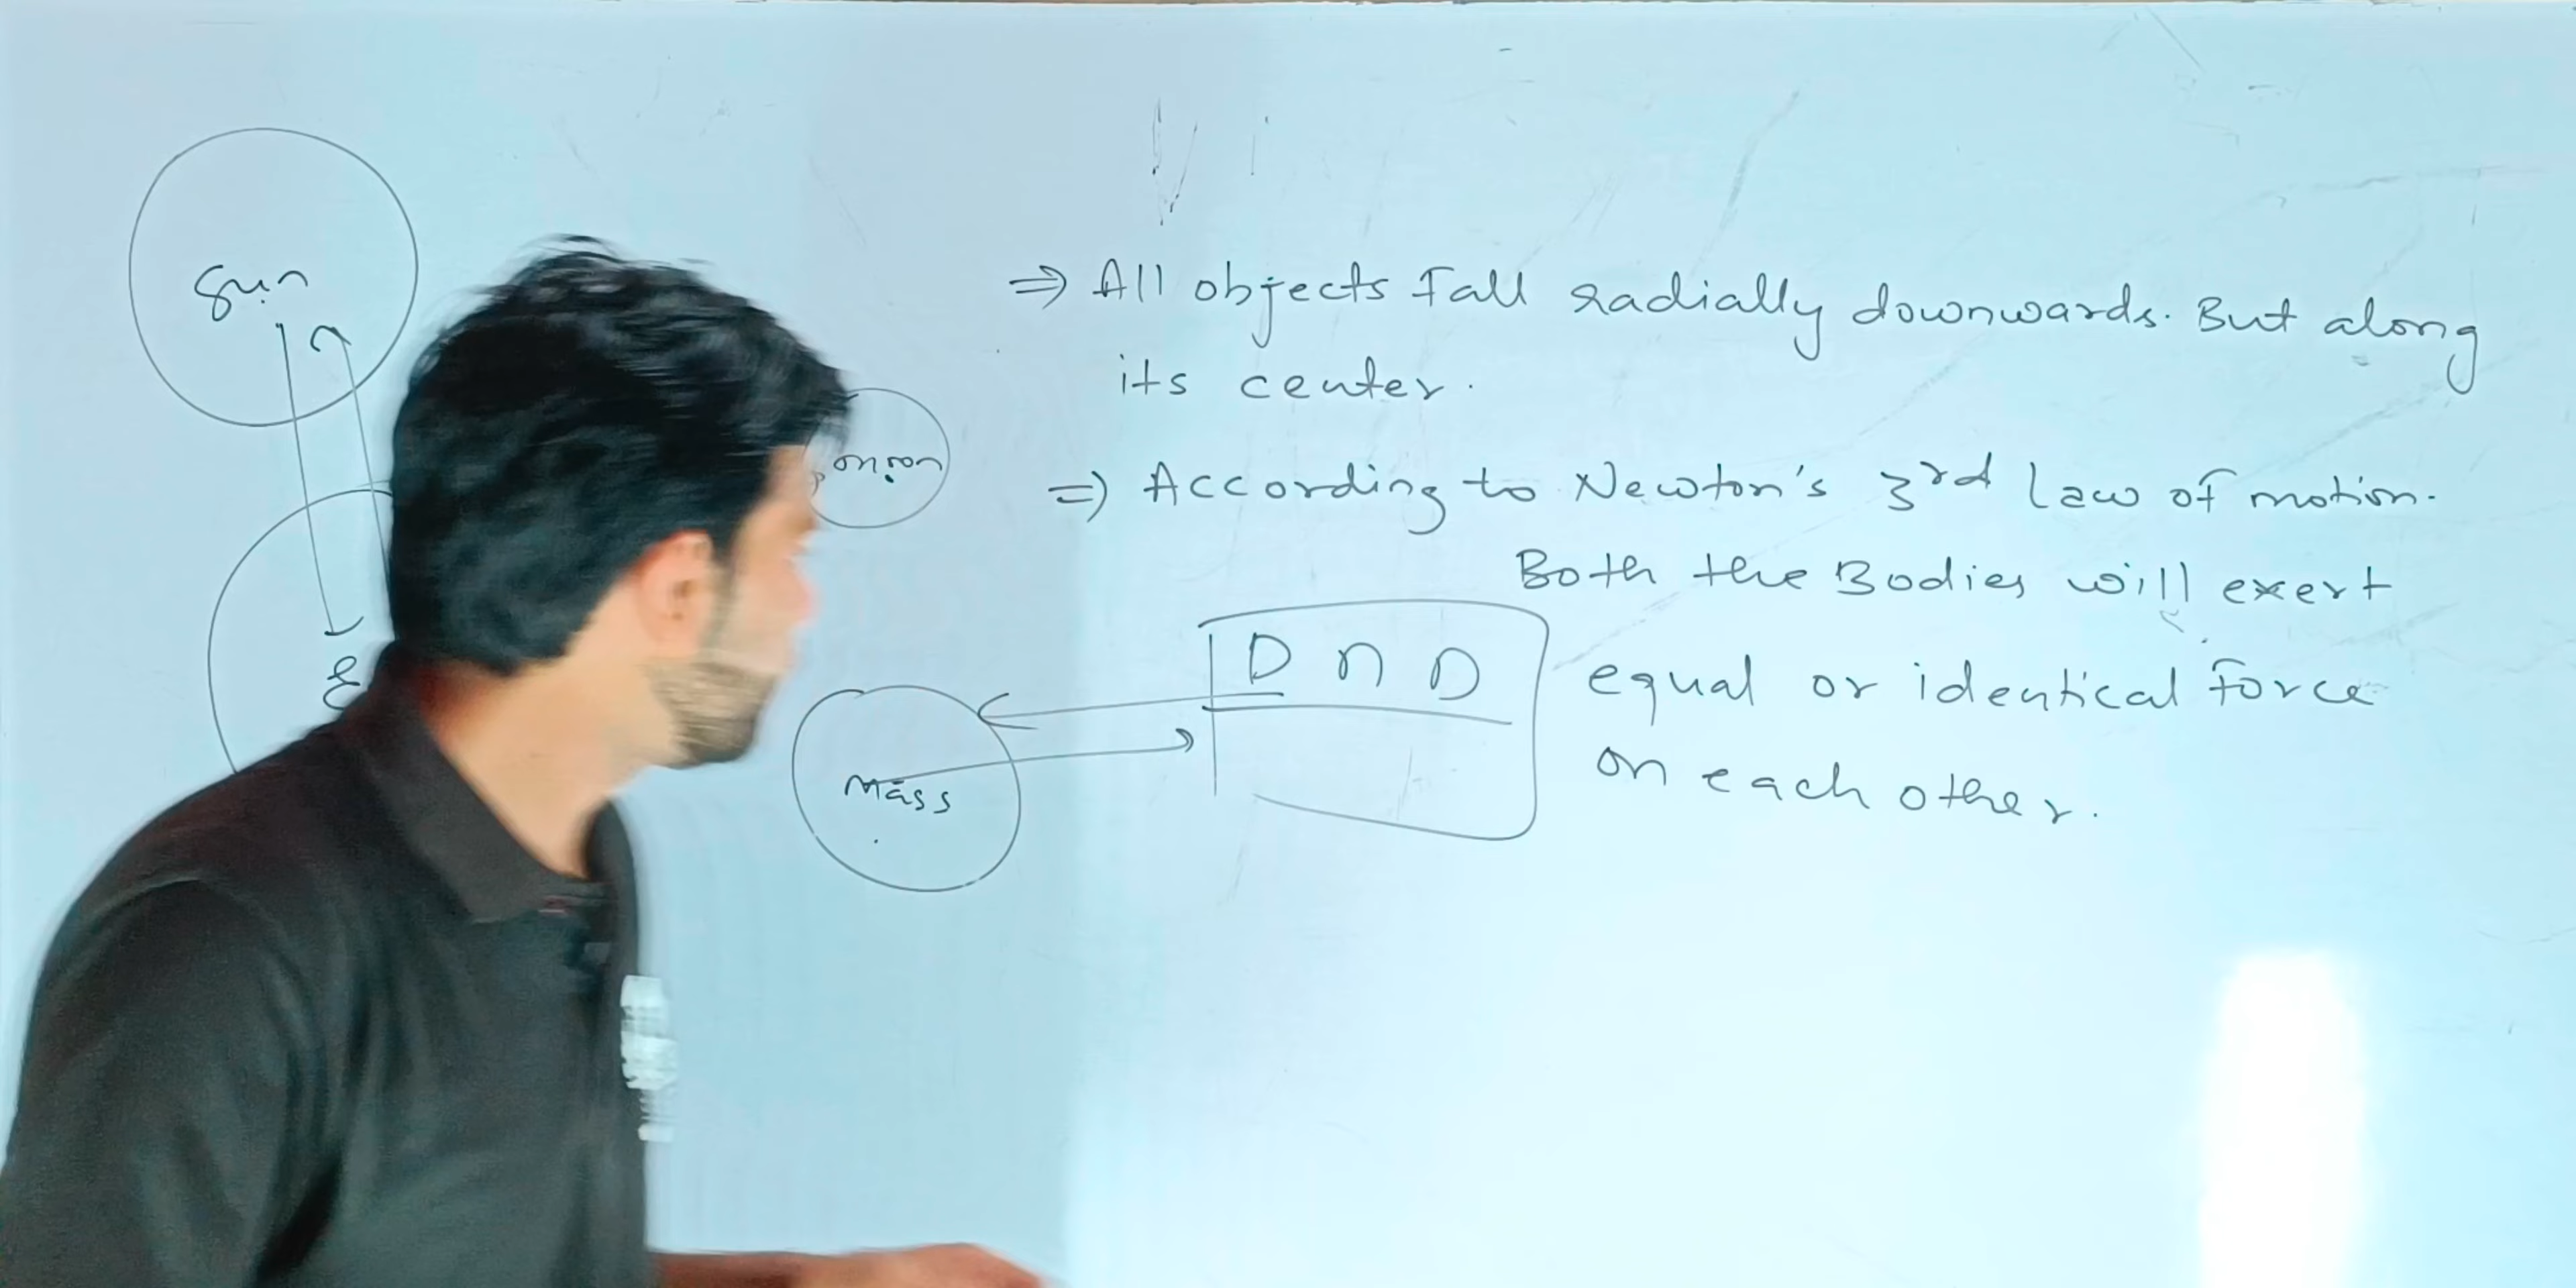 Sun
⇒ All objects Fall radially downwards. But along
its center.
moon
⇒ According to Newton's 3rd law of motion.
Both the Bodies will exert
D n D
equal or identical Force
mass
on each other.